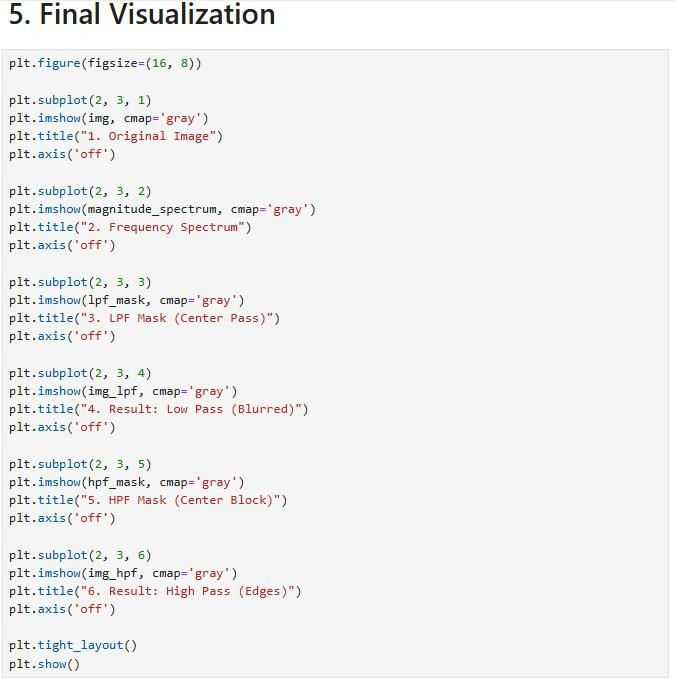 5. Final Visualization
plt.figure(figsize=(16, 8))
plt.subplot(2, 3, 1)
plt.imshow(img, cmap='gray')
plt.title("1. Original Image")
plt.axis('off')
plt.subplot(2, 3, 2)
plt.imshow(magnitude_spectrum, cmap='gray')
plt.title("2. Frequency Spectrum")
plt.axis('off')
plt.subplot(2, 3, 3)
plt.imshow(lpf_mask, cmap='gray')
plt.title("3. LPF Mask (Center Pass)")
plt.axis('off')
plt.subplot(2, 3, 4)
plt.imshow(img_lpf, cmap='gray')
plt.title("4. Result: Low Pass (Blurred)")
plt.axis('off')
plt.subplot(2, 3, 5)
plt.imshow(hpf_mask, cmap='gray')
plt.title("5. HPF Mask (Center Block)")
plt.axis('off')
plt.subplot(2, 3, 6)
plt.imshow(img_hpf, cmap='gray')
plt.title("6. Result: High Pass (Edges)")
plt.axis('off')
plt.tight_layout()
plt.show()